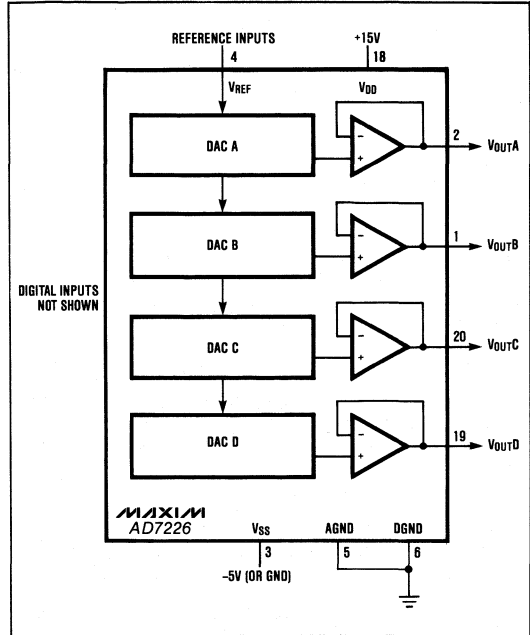 REFERENCE INPUTS
+15V
4
18
VREF
VDD
DAC A
−
+
2
VOUTA
DAC B
−
+
1
VOUTB
DIGITAL INPUTS
NOT SHOWN
DAC C
−
+
20
VOUTC
DAC D
−
+
19
VOUTD
MAXIM
AD7226
VSS
AGND
DGND
3
5
6
−5V (OR GND)